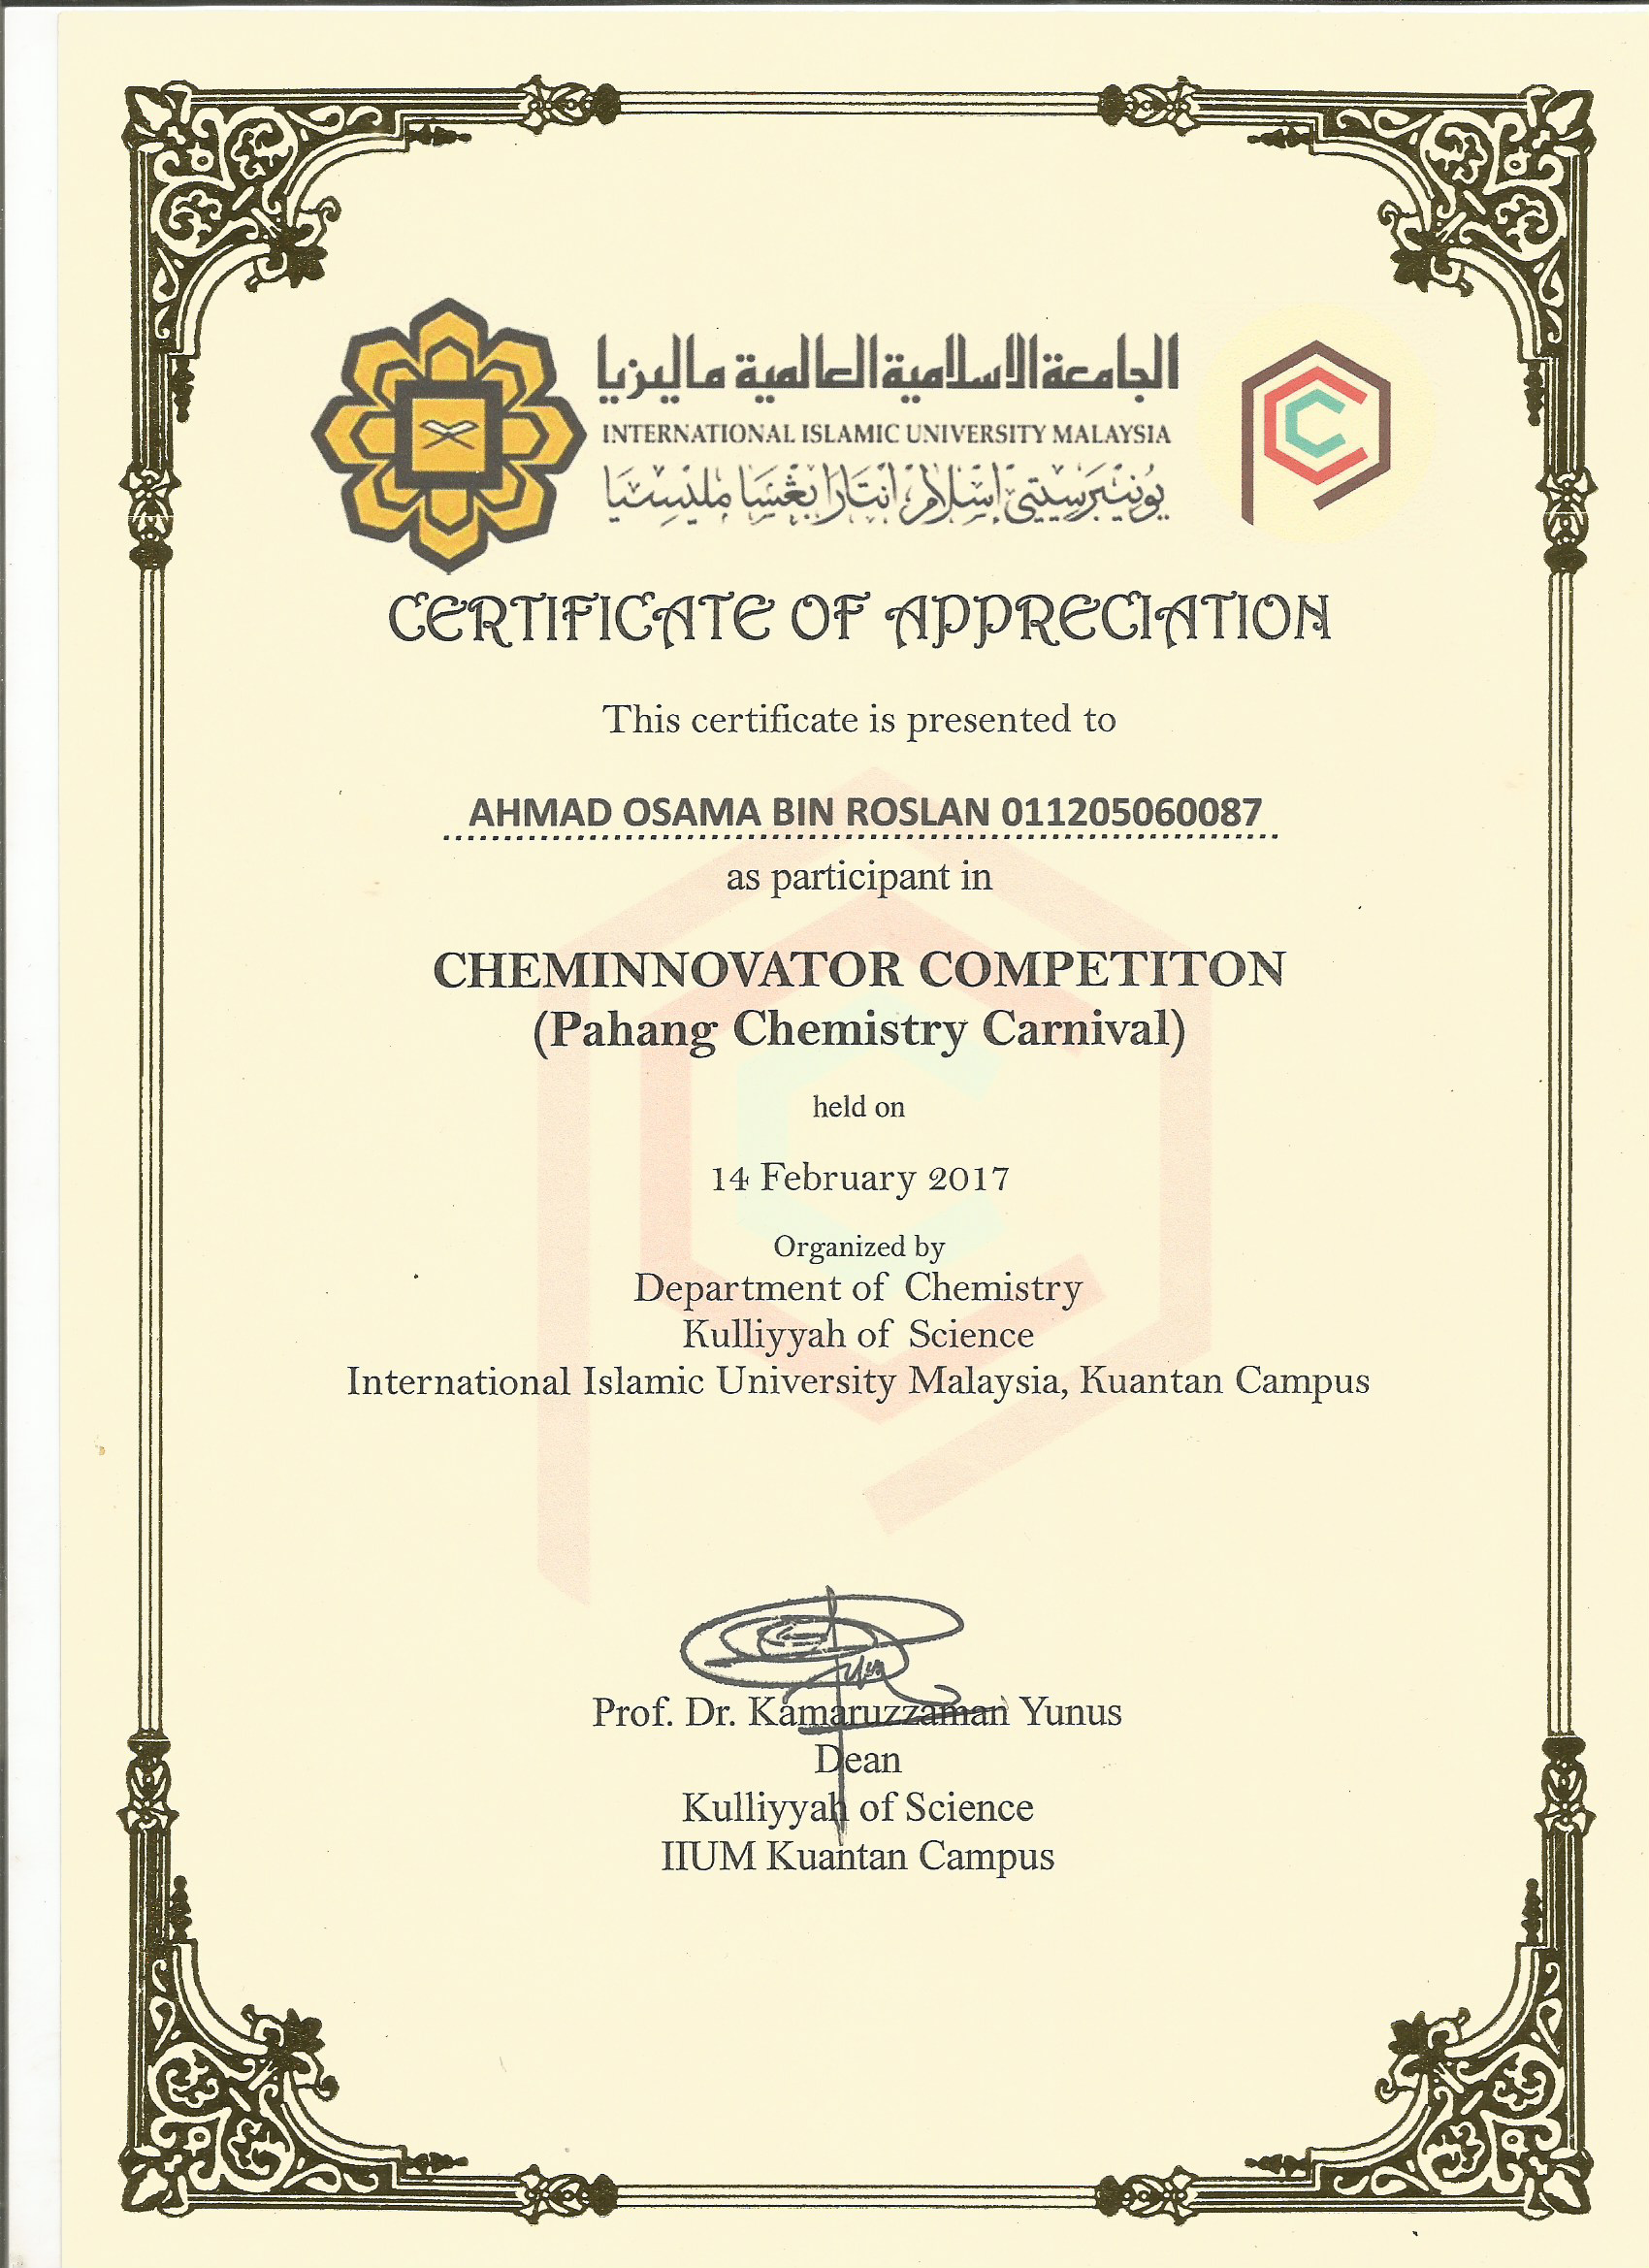 الجامعة الاسلامية العالمية ماليزيا
INTERNATIONAL ISLAMIC UNIVERSITY MALAYSIA
يونيۏرسيتي اسلام انتارابڠسا مليسيا
CERTIFICATE OF APPRECIATION
This certificate is presented to
AHMAD OSAMA BIN ROSLAN 011205060087
as participant in
CHEMINNOVATOR COMPETITON
(Pahang Chemistry Carnival)
held on
14 February 2017
Organized by
Department of Chemistry
Kulliyyah of Science
International Islamic University Malaysia, Kuantan Campus
Prof. Dr. Kamaruzzaman Yunus
Dean
Kulliyyah of Science
IIUM Kuantan Campus